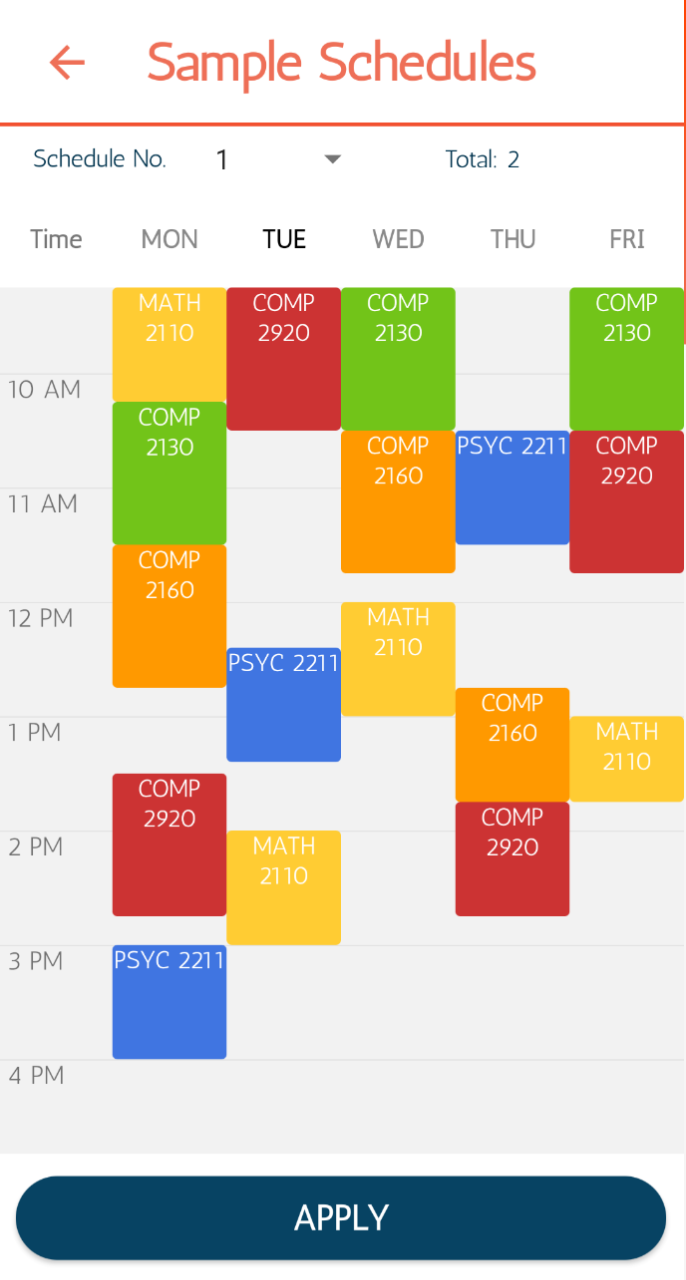 Sample Schedules
Schedule No. 1 Total: 2
Time MON TUE WED THU FRI
MATH
2110
COMP
2920
COMP
2130
COMP
2130
10 AM
COMP
2130
COMP
2160
PSYC 2211
COMP
2920
11 AM
COMP
2160
12 PM
MATH
2110
PSYC 2211
COMP
2160
1 PM
MATH
2110
COMP
2920
COMP
2920
2 PM
MATH
2110
3 PM
PSYC 2211
4 PM
APPLY